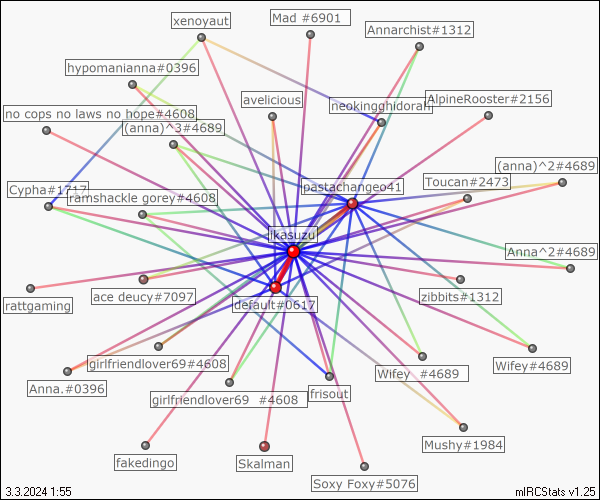 xenoyaut
Mad #6901
Annarchist#1312
hypomanianna#0396
avelicious
neokingghidorah
AlpineRooster#2156
no cops no laws no hope#4608
(anna)^3#4689
(anna)^2#4689
Cypha#1717
ramshackle gorey#4608
pastachangeo41
Toucan#2473
ikasuzu
Anna^2#4689
rattgaming
ace deucy#7097
default#0617
zibbits#1312
girlfriendlover69#4608
Wifey #4689
Wifey#4689
Anna.#0396
girlfriendlover69 #4608
frisout
Mushy#1984
fakedingo
Skalman
Soxy Foxy#5076
3.3.2024 1:55
mIRCStats v1.25